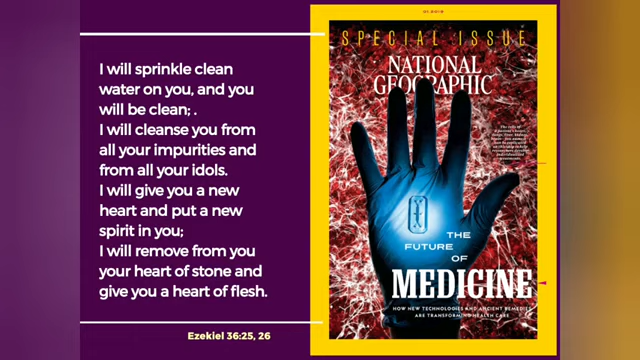 I will sprinkle clean
water on you, and you
will be clean; .
I will cleanse you from
all your impurities and
from all your idols.
I will give you a new
heart and put a new
spirit in you;
I will remove from you
your heart of stone and
give you a heart of flesh.
Ezekiel 36:25, 26
SPECIAL ISSUE
NATIONAL
GEOGRAPHIC
THE
FUTURE
OF
MEDICINE
HOW NEW TECHNOLOGIES AND ANCIENT REMEDIES
ARE TRANSFORMING HEALTH CARE